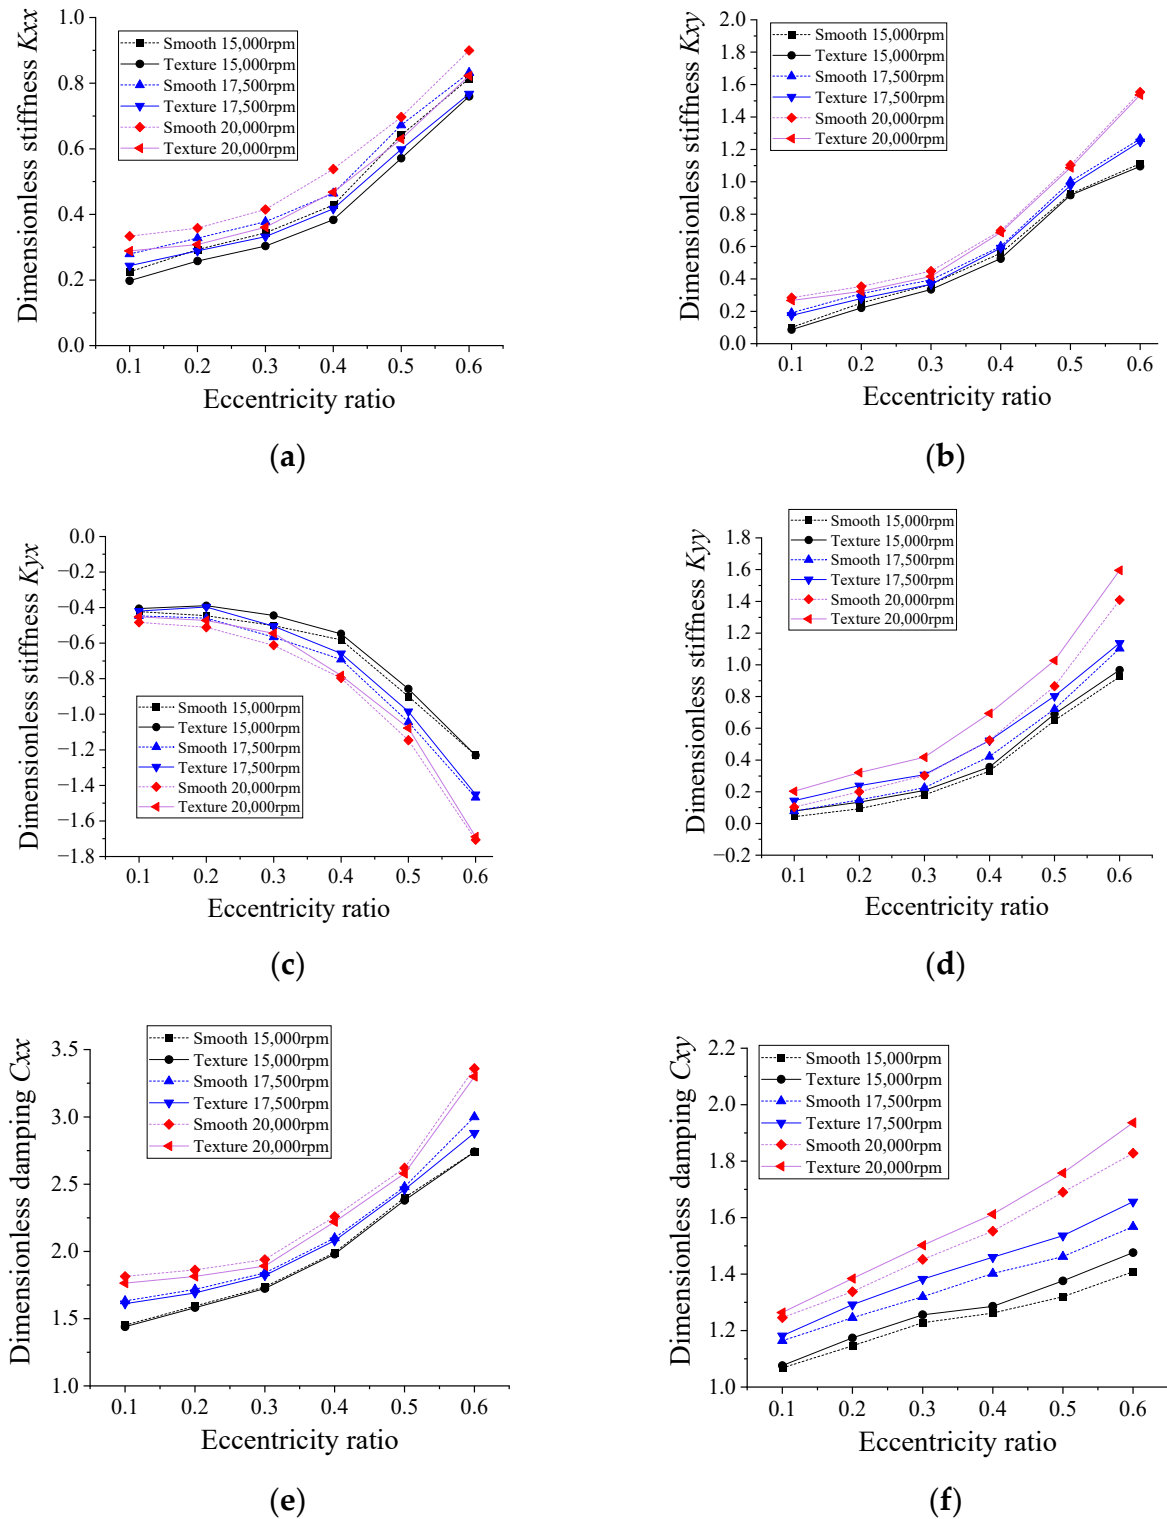 Dimensionless stiffness Kxx
1.0
0.8
0.6
0.4
0.2
0.0
Smooth 15,000rpm
Texture 15,000rpm
Smooth 17,500rpm
Texture 17,500rpm
Smooth 20,000rpm
Texture 20,000rpm
0.1 0.2 0.3 0.4 0.5 0.6
Eccentricity ratio
(a)
Dimensionless stiffness Kxy
2.0
1.8
1.6
1.4
1.2
1.0
0.8
0.6
0.4
0.2
0.0
Smooth 15,000rpm
Texture 15,000rpm
Smooth 17,500rpm
Texture 17,500rpm
Smooth 20,000rpm
Texture 20,000rpm
0.1 0.2 0.3 0.4 0.5 0.6
Eccentricity ratio
(b)
Dimensionless stiffness Kyx
0.0
−0.2
−0.4
−0.6
−0.8
−1.0
−1.2
−1.4
−1.6
−1.8
Smooth 15,000rpm
Texture 15,000rpm
Smooth 17,500rpm
Texture 17,500rpm
Smooth 20,000rpm
Texture 20,000rpm
0.1 0.2 0.3 0.4 0.5 0.6
Eccentricity ratio
(c)
Dimensionless stiffness Kyy
1.8
1.6
1.4
1.2
1.0
0.8
0.6
0.4
0.2
0.0
−0.2
Smooth 15,000rpm
Texture 15,000rpm
Smooth 17,500rpm
Texture 17,500rpm
Smooth 20,000rpm
Texture 20,000rpm
0.1 0.2 0.3 0.4 0.5 0.6
Eccentricity ratio
(d)
Dimensionless damping Cxx
3.5
3.0
2.5
2.0
1.5
1.0
Smooth 15,000rpm
Texture 15,000rpm
Smooth 17,500rpm
Texture 17,500rpm
Smooth 20,000rpm
Texture 20,000rpm
0.1 0.2 0.3 0.4 0.5 0.6
Eccentricity ratio
(e)
Dimensionless damping Cxy
2.2
2.0
1.8
1.6
1.4
1.2
1.0
Smooth 15,000rpm
Texture 15,000rpm
Smooth 17,500rpm
Texture 17,500rpm
Smooth 20,000rpm
Texture 20,000rpm
0.1 0.2 0.3 0.4 0.5 0.6
Eccentricity ratio
(f)